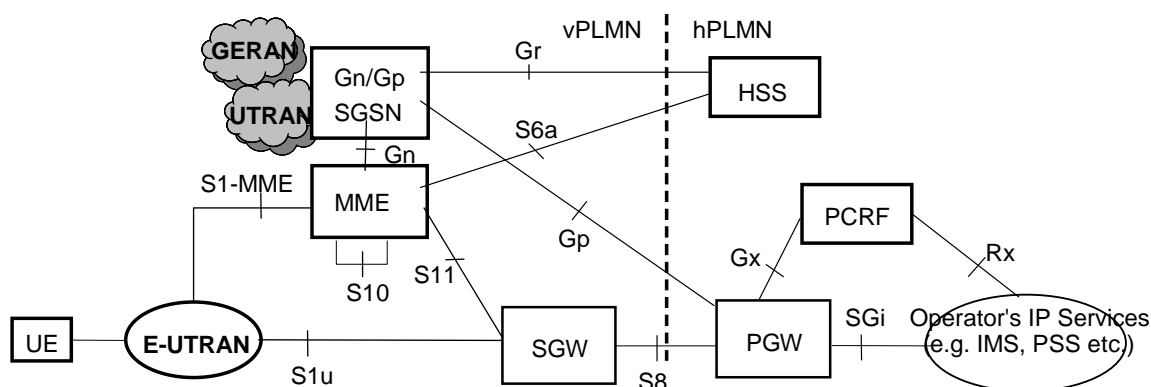 vPLMN
hPLMN
GERAN
Gr
Gn/Gp
SGSN
HSS
UTRAN
S6a
Gn
S1-MME
MME
PCRF
Gp
Gx
Rx
S11
S10
SGi
Operator's IP Services
(e.g. IMS, PSS etc.)
UE
E-UTRAN
SGW
PGW
S1u
S8